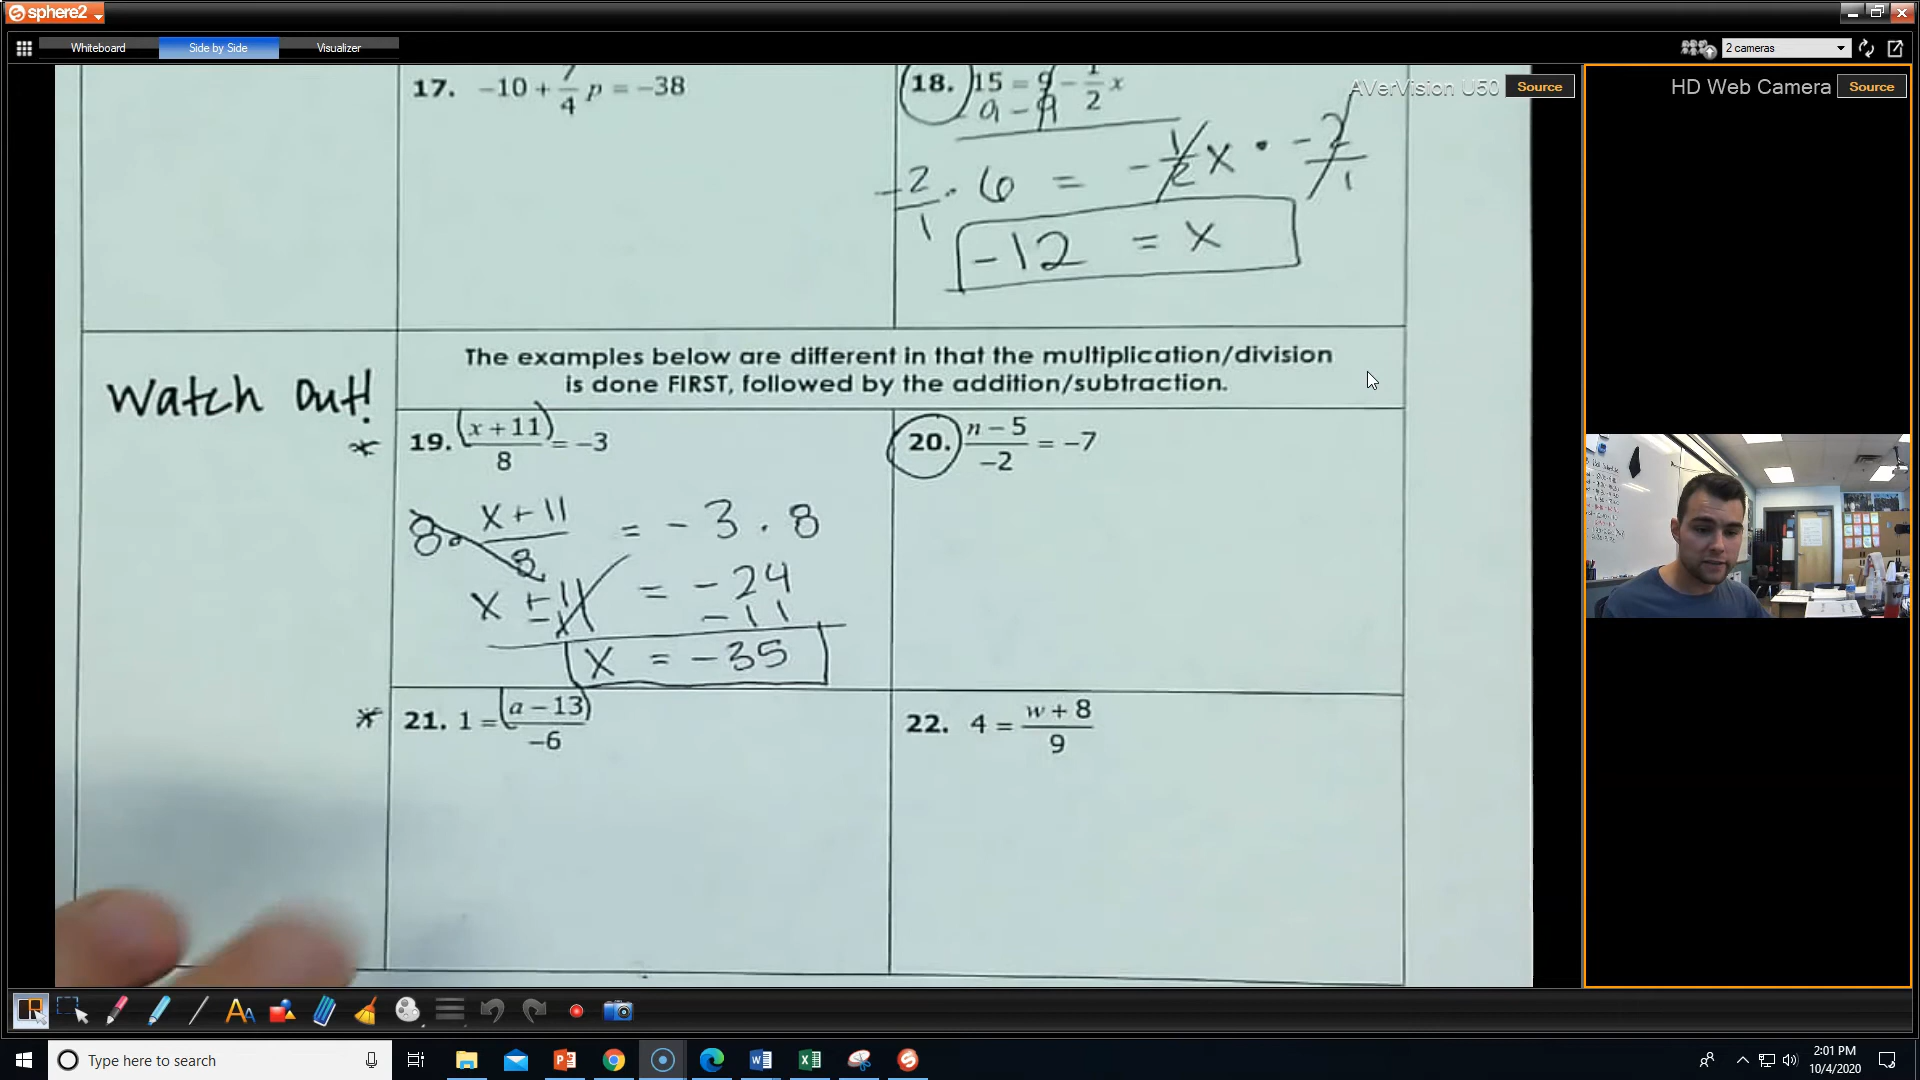 sphere2
Whiteboard
Side by Side
Visualizer
2 cameras
17. -10 + 7/4 p = -38
18. 15 = 9 - 1/2 x
-9 -9
-2/1 · 6 = -1/2 x · -2/1
-12 = x
AVerVision U50
Source
HD Web Camera
Source
The examples below are different in that the multiplication/division
is done FIRST, followed by the addition/subtraction.
Watch Out!
* 19. (x + 11)/8 = -3
8 · x + 11/8 = -3 · 8
x + 11 = -24
-11 -11
x = -35
20. n - 5/-2 = -7
* 21. 1 = (a - 13)/-6
22. 4 = w + 8/9
Type here to search
2:01 PM
10/4/2020